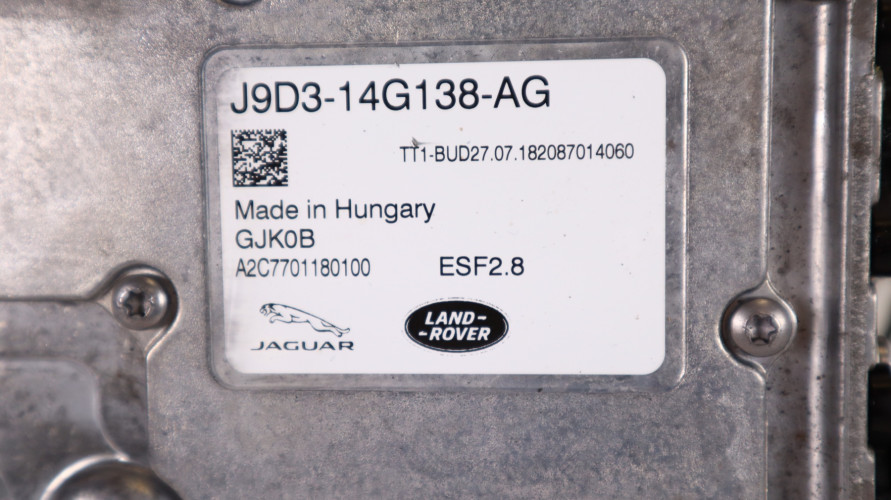 J9D3-14G138-AG
TT1-BUD27.07.182087014060
Made in Hungary
GJK0B
A2C7701180100
ESF2.8
JAGUAR
LAND-
-ROVER